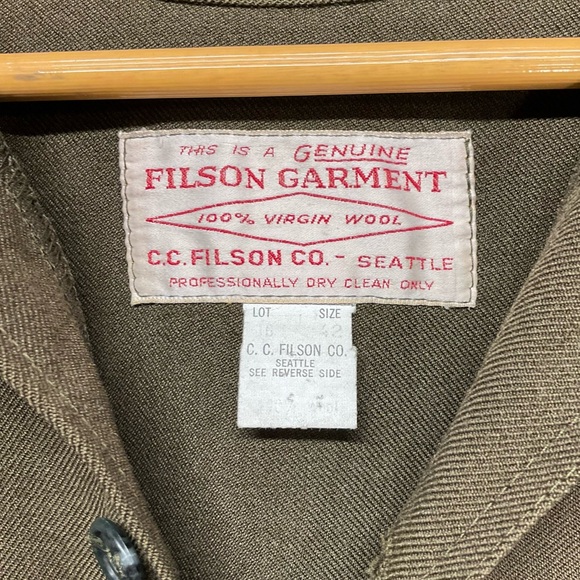 THIS IS A GENUINE
FILSON GARMENT
100% VIRGIN WOOL
C.C. FILSON CO. - SEATTLE
PROFESSIONALLY DRY CLEAN ONLY
LOT SIZE
42
C. C. FILSON CO.
SEATTLE
SEE REVERSE SIDE